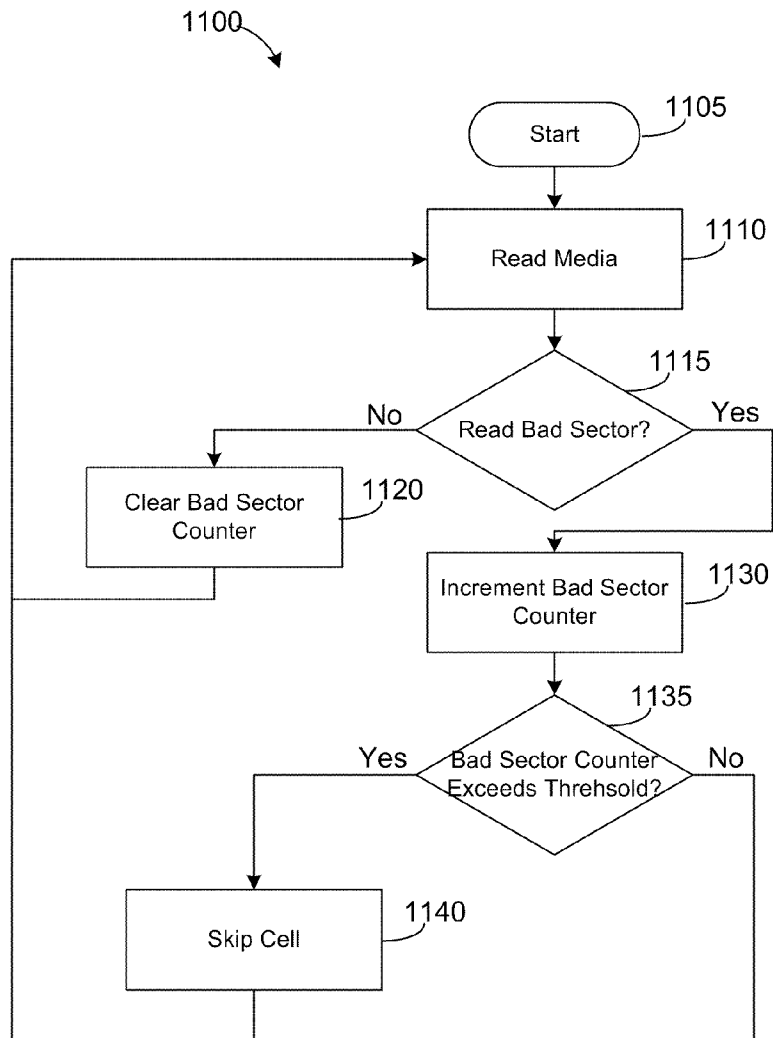 1100
1105
Start
1110
Read Media
1115
No
Yes
Read Bad Sector?
1120
Clear Bad Sector
Counter
1130
Increment Bad Sector
Counter
1135
Yes
No
Bad Sector Counter
Exceeds Threhsold?
1140
Skip Cell